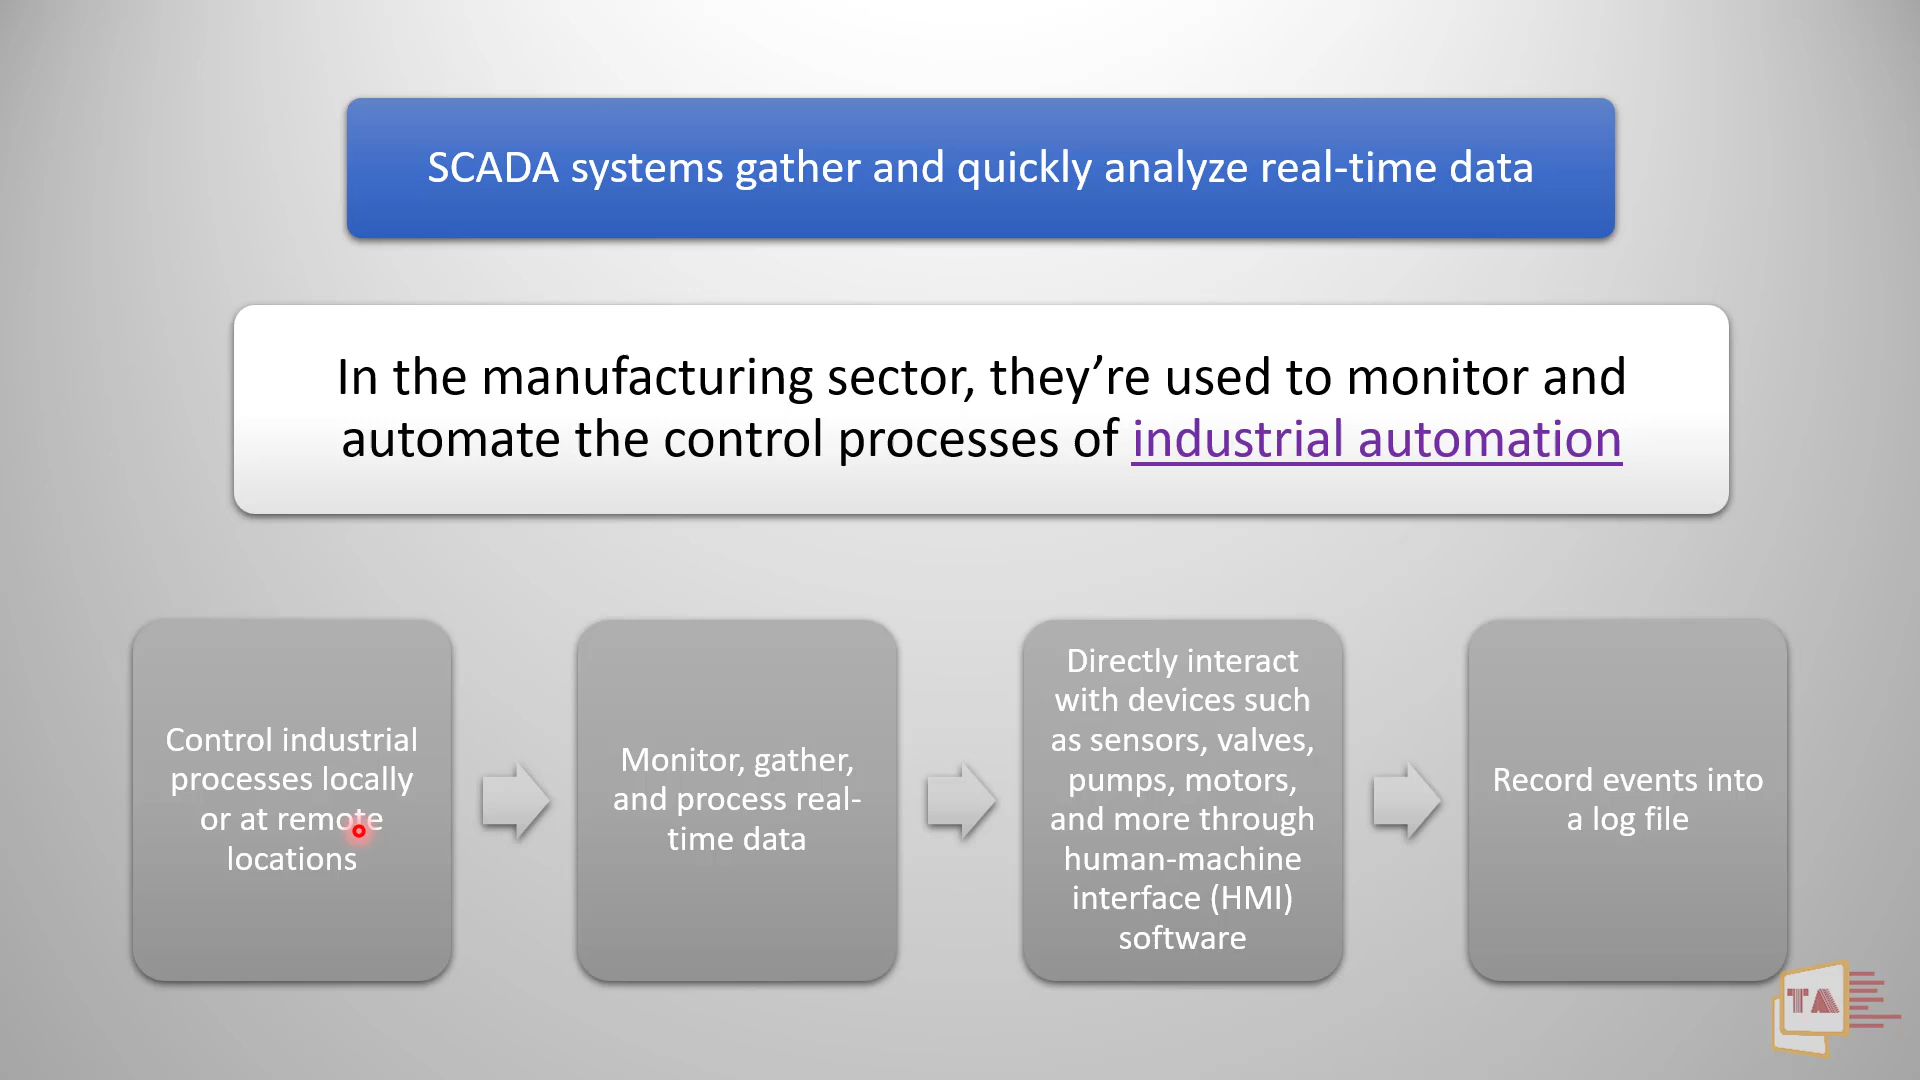 SCADA systems gather and quickly analyze real-time data
In the manufacturing sector, they’re used to monitor and
automate the control processes of industrial automation
Control industrial
processes locally
or at remote
locations
Monitor, gather,
and process real-
time data
Directly interact
with devices such
as sensors, valves,
pumps, motors,
and more through
human-machine
interface (HMI)
software
Record events into
a log file
TA